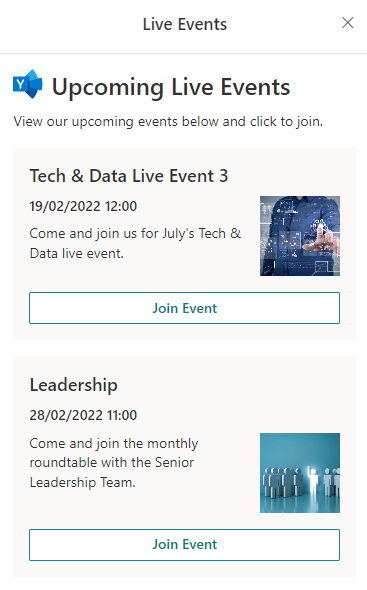 Live Events
Y
Upcoming Live Events
View our upcoming events below and click to join.
Tech & Data Live Event 3
19/02/2022 12:00
Come and join us for July's Tech &
Data live event.
Join Event
Leadership
28/02/2022 11:00
Come and join the monthly
roundtable with the Senior
Leadership Team.
Join Event